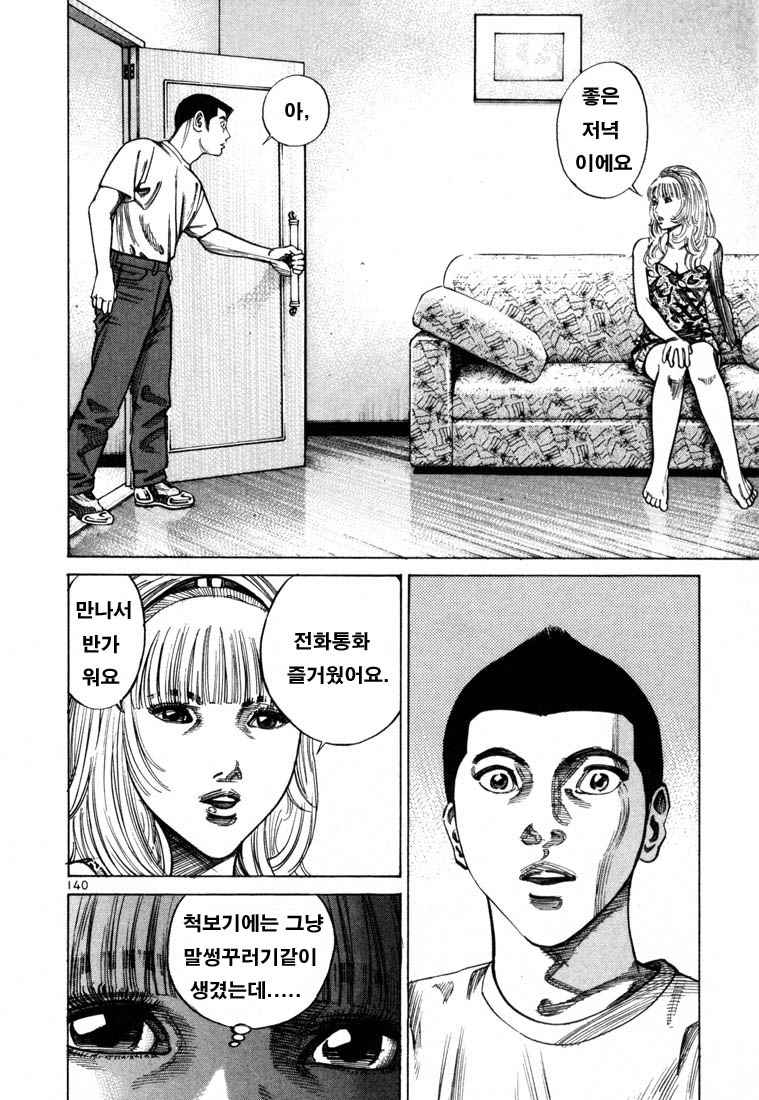 아,
좋은
저녁
이에요
만나서
반가
워요
전화통화
즐거웠어요.
140
척보기에는 그냥
말썽꾸러기같이
생겼는데.....